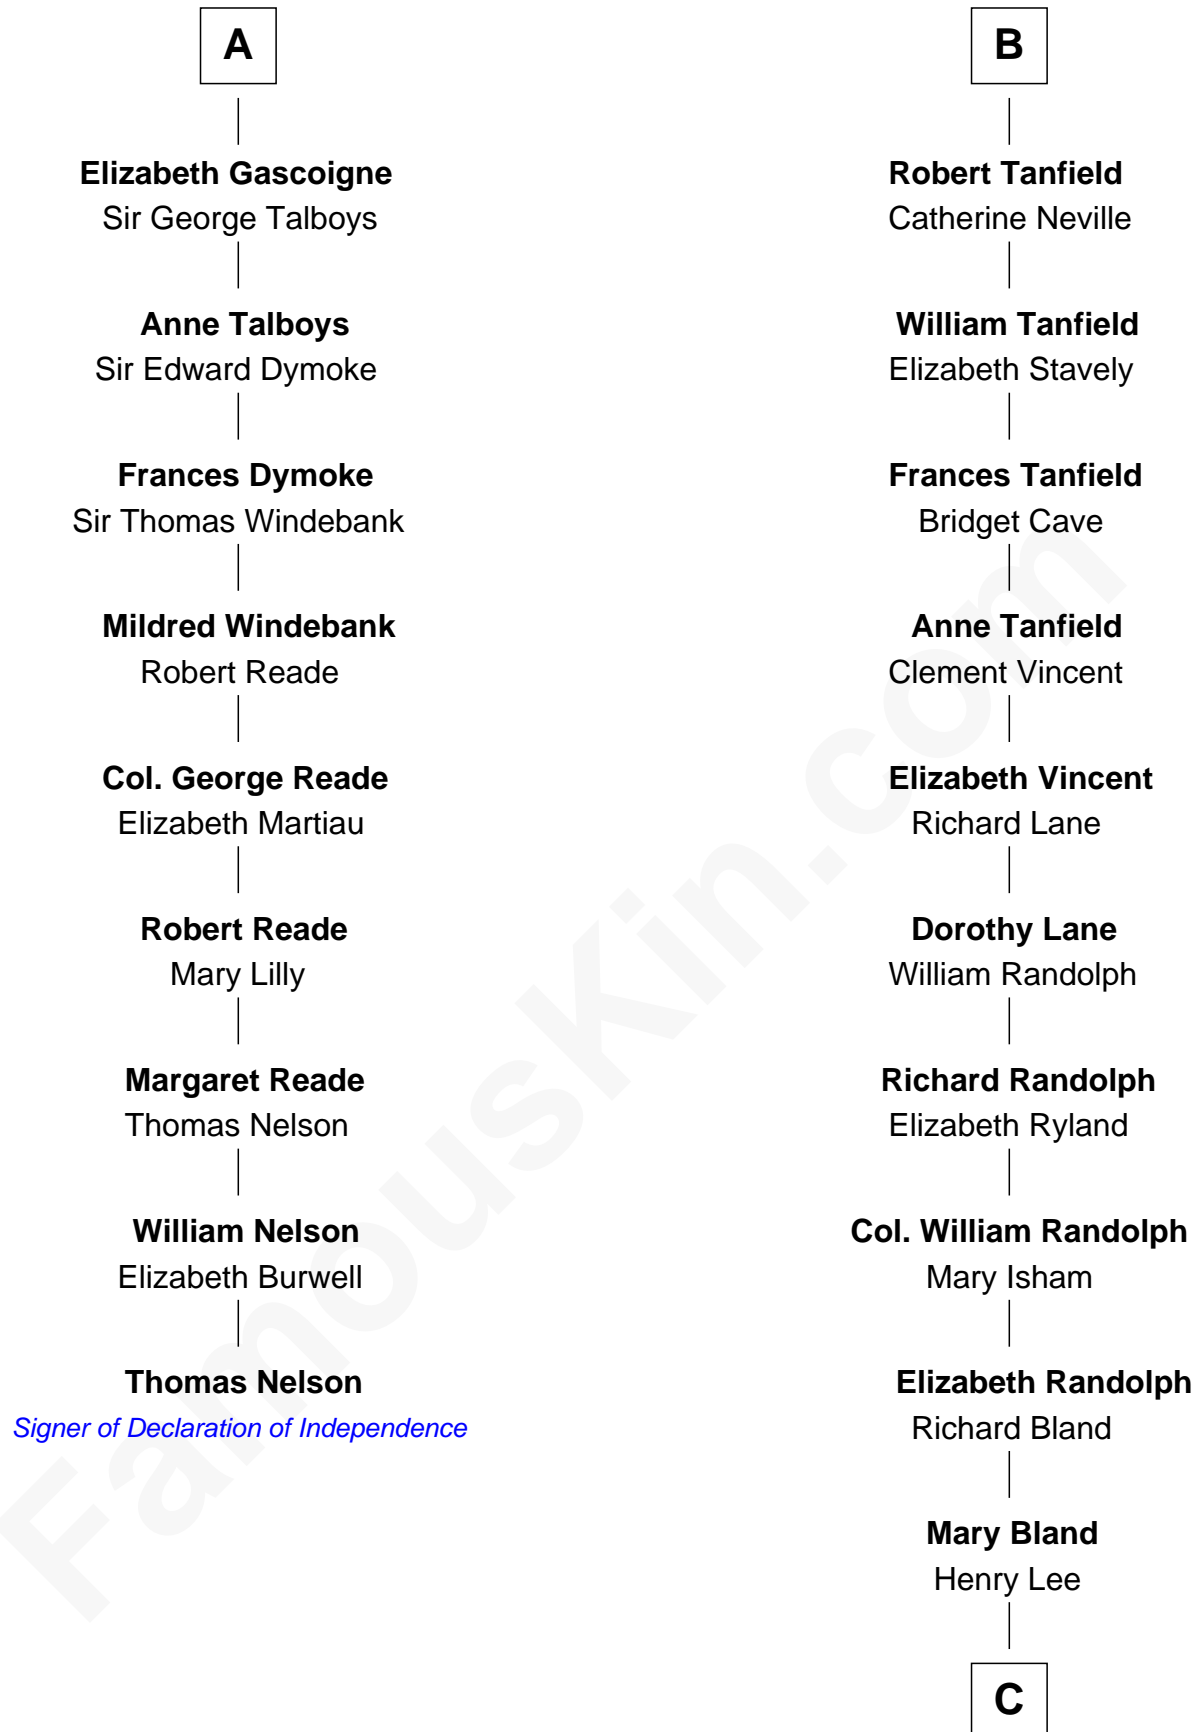 A
Elizabeth Gascoigne
Sir George Talboys
Anne Talboys
Sir Edward Dymoke
Frances Dymoke
Sir Thomas Windebank
Mildred Windebank
Robert Reade
Col. George Reade
Elizabeth Martiau
Robert Reade
Mary Lilly
Margaret Reade
Thomas Nelson
William Nelson
Elizabeth Burwell
Thomas Nelson
Signer of Declaration of Independence
B
Robert Tanfield
Catherine Neville
William Tanfield
Elizabeth Stavely
Frances Tanfield
Bridget Cave
Anne Tanfield
Clement Vincent
Elizabeth Vincent
Richard Lane
Dorothy Lane
William Randolph
Richard Randolph
Elizabeth Ryland
Col. William Randolph
Mary Isham
Elizabeth Randolph
Richard Bland
Mary Bland
Henry Lee
C
FamousKin.com